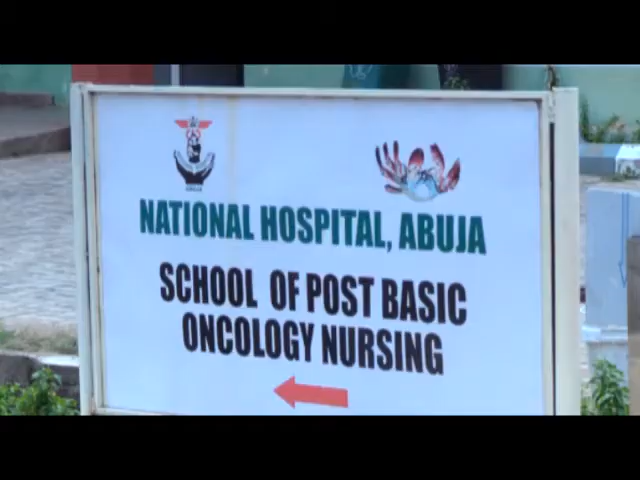 NATIONAL HOSPITAL, ABUJA
SCHOOL OF POST BASIC
ONCOLOGY NURSING